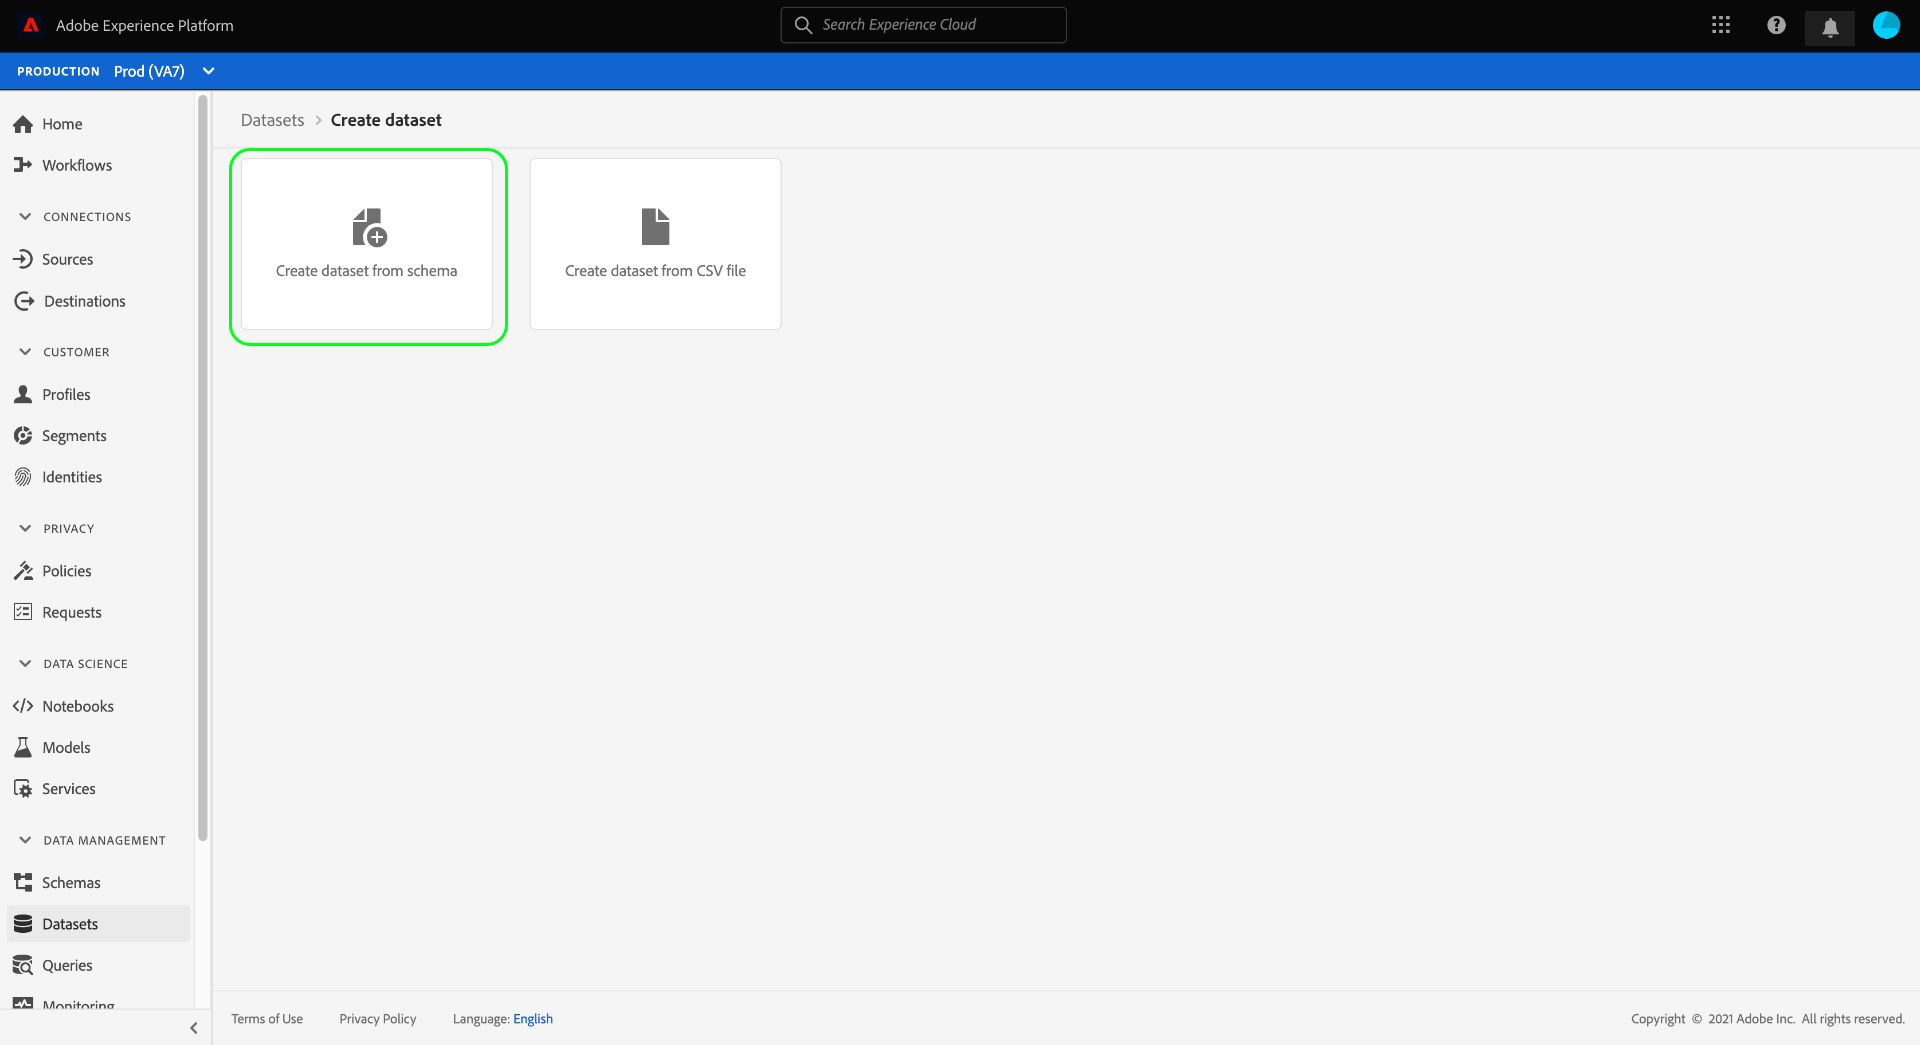 Adobe Experience Platform
Search Experience Cloud
PRODUCTION Prod (VA7)
Home
Workflows
CONNECTIONS
Sources
Destinations
CUSTOMER
Profiles
Segments
Identities
PRIVACY
Policies
Requests
DATA SCIENCE
Notebooks
Models
Services
DATA MANAGEMENT
Schemas
Datasets
Queries
Monitoring
Datasets > Create dataset
Create dataset from schema
Create dataset from CSV file
Terms of Use Privacy Policy Language: English
Copyright © 2021 Adobe Inc. All rights reserved.